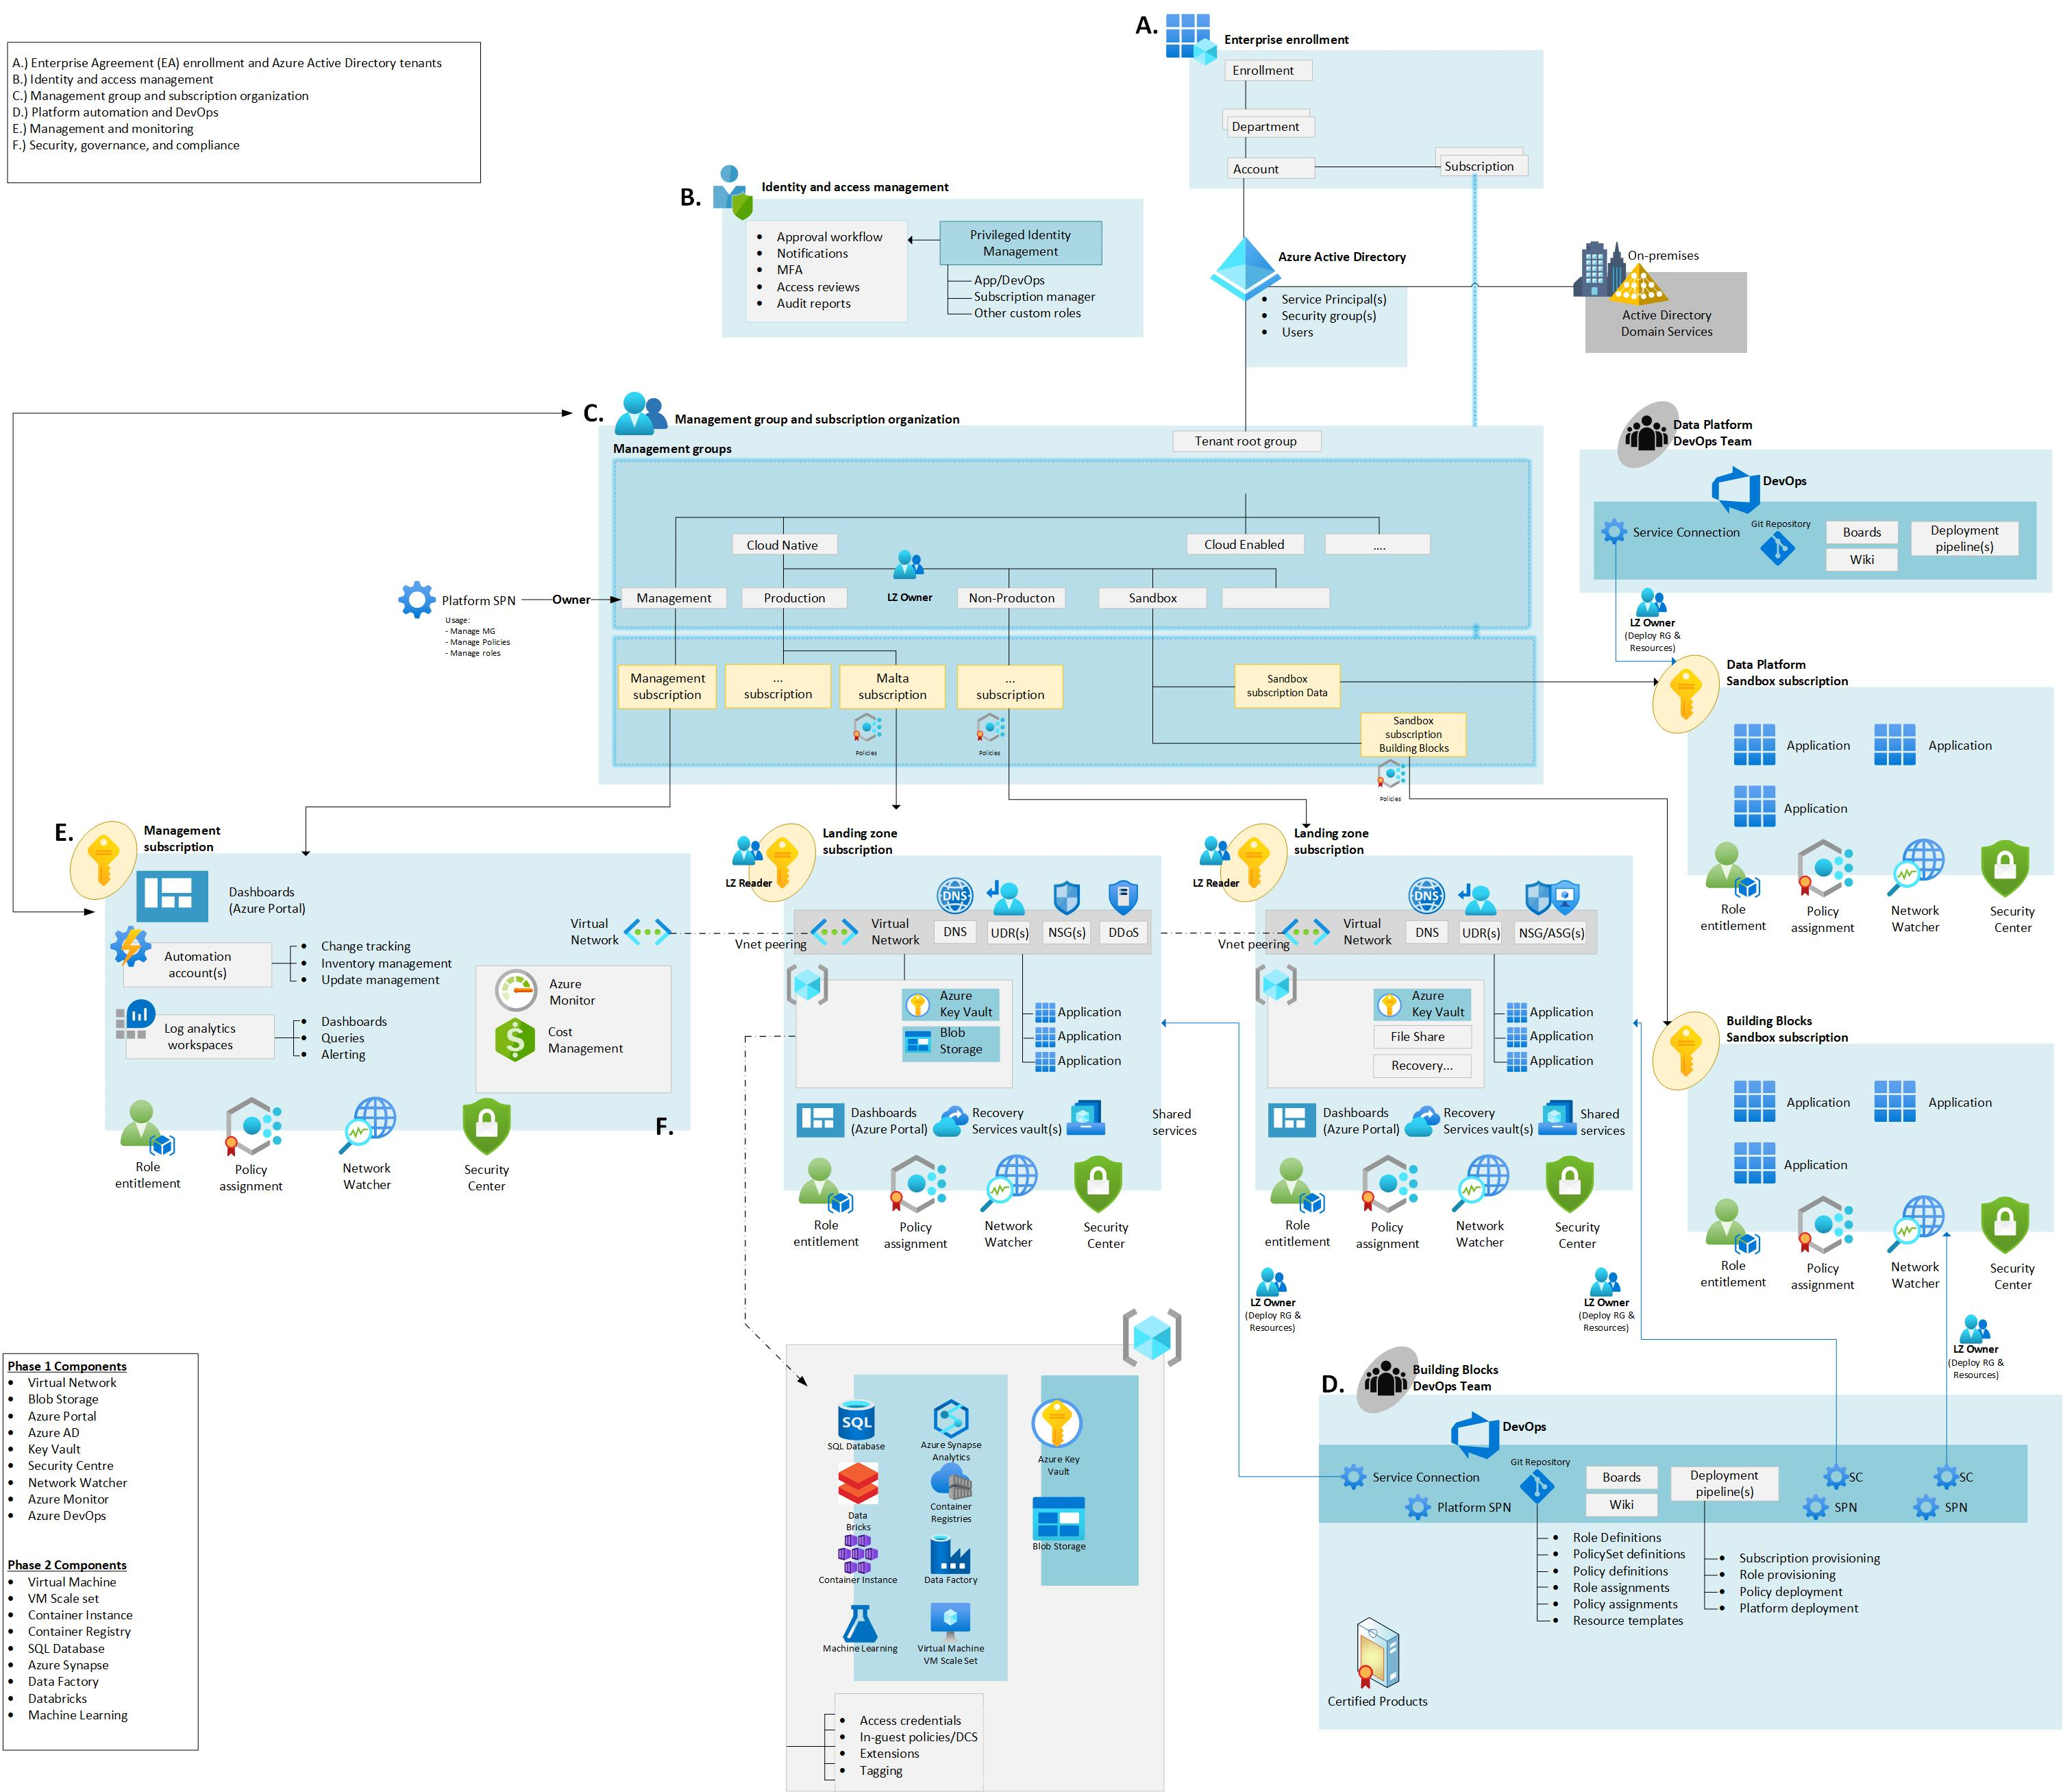 A.) Enterprise Agreement (EA) enrollment and Azure Active Directory tenants
B.) Identity and access management
C.) Management group and subscription organization
D.) Platform automation and DevOps
E.) Management and monitoring
F.) Security, governance, and compliance
A.
Enterprise enrollment
Enrollment
Department
Account
Subscription
B.
Identity and access management
Approval workflow
Notifications
MFA
Access reviews
Audit reports
Privileged Identity
Management
App/DevOps
Subscription manager
Other custom roles
Azure Active Directory
Service Principal(s)
Security group(s)
Users
On-premises
Active Directory
Domain Services
C.
Management group and subscription organization
Management groups
Tenant root group
Cloud Native
Cloud Enabled
....
Platform SPN
Owner
Usage:
- Manage MG
- Manage Policies
- Manage roles
Management
Production
LZ Owner
Non-Producton
Sandbox
Management
subscription
...
subscription
Malta
subscription
...
subscription
Sandbox
subscription Data
Sandbox
subscription
Building Blocks
Policies
Policies
Policies
Data Platform
DevOps Team
DevOps
Service Connection
Git Repository
Boards
Wiki
Deployment
pipeline(s)
LZ Owner
(Deploy RG &
Resources)
Data Platform
Sandbox subscription
Application
Application
Application
Role
entitlement
Policy
assignment
Network
Watcher
Security
Center
E.
Management
subscription
Dashboards
(Azure Portal)
Automation
account(s)
Change tracking
Inventory management
Update management
Log analytics
workspaces
Dashboards
Queries
Alerting
Virtual
Network
Azure
Monitor
Cost
Management
Role
entitlement
Policy
assignment
Network
Watcher
Security
Center
F.
LZ Reader
Landing zone
subscription
Vnet peering
Virtual
Network
DNS
DNS
UDR(s)
NSG(s)
DDoS
Azure
Key Vault
Blob
Storage
Application
Application
Application
Dashboards
(Azure Portal)
Recovery
Services vault(s)
Shared
services
Role
entitlement
Policy
assignment
Network
Watcher
Security
Center
LZ Reader
Landing zone
subscription
Vnet peering
Virtual
Network
DNS
DNS
UDR(s)
NSG/ASG(s)
Azure
Key Vault
File Share
Recovery...
Application
Application
Application
Dashboards
(Azure Portal)
Recovery
Services vault(s)
Shared
services
Role
entitlement
Policy
assignment
Network
Watcher
Security
Center
Building Blocks
Sandbox subscription
Application
Application
Application
Role
entitlement
Policy
assignment
Network
Watcher
Security
Center
LZ Owner
(Deploy RG &
Resources)
LZ Owner
(Deploy RG &
Resources)
LZ Owner
(Deploy RG &
Resources)
Phase 1 Components
Virtual Network
Blob Storage
Azure Portal
Azure AD
Key Vault
Security Centre
Network Watcher
Azure Monitor
Azure DevOps
Phase 2 Components
Virtual Machine
VM Scale set
Container Instance
Container Registry
SQL Database
Azure Synapse
Data Factory
Databricks
Machine Learning
SQL
SQL Database
Azure Synapse
Analytics
Data
Bricks
Container
Registries
Container Instance
Data Factory
Machine Learning
Virtual Machine
VM Scale Set
Azure Key
Vault
Blob Storage
Access credentials
In-guest policies/DCS
Extensions
Tagging
D.
Building Blocks
DevOps Team
DevOps
Service Connection
Platform SPN
Git Repository
Boards
Wiki
Deployment
pipeline(s)
SC
SPN
SC
SPN
Role Definitions
PolicySet definitions
Policy definitions
Role assignments
Policy assignments
Resource templates
Subscription provisioning
Role provisioning
Policy deployment
Platform deployment
Certified Products